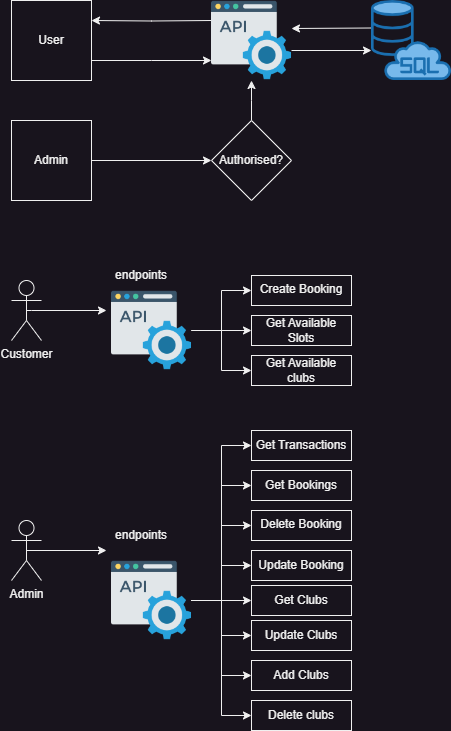 User
API
SQL
Admin
Authorised?
endpoints
API
Customer
Create Booking
Get Available
Slots
Get Available
clubs
endpoints
API
Admin
Get Transactions
Get Bookings
Delete Booking
Update Booking
Get Clubs
Update Clubs
Add Clubs
Delete clubs